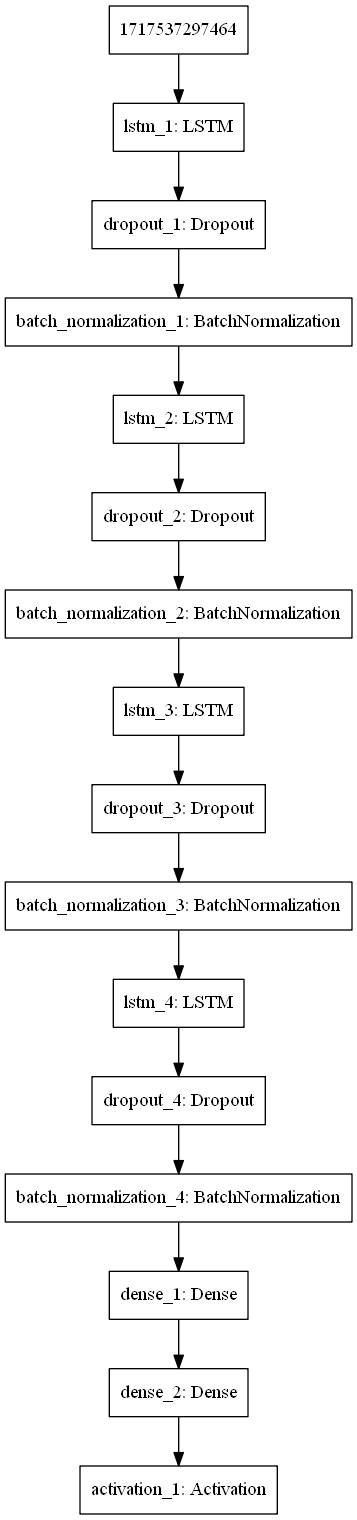 1717537297464
lstm_1: LSTM
dropout_1: Dropout
batch_normalization_1: BatchNormalization
lstm_2: LSTM
dropout_2: Dropout
batch_normalization_2: BatchNormalization
lstm_3: LSTM
dropout_3: Dropout
batch_normalization_3: BatchNormalization
lstm_4: LSTM
dropout_4: Dropout
batch_normalization_4: BatchNormalization
dense_1: Dense
dense_2: Dense
activation_1: Activation